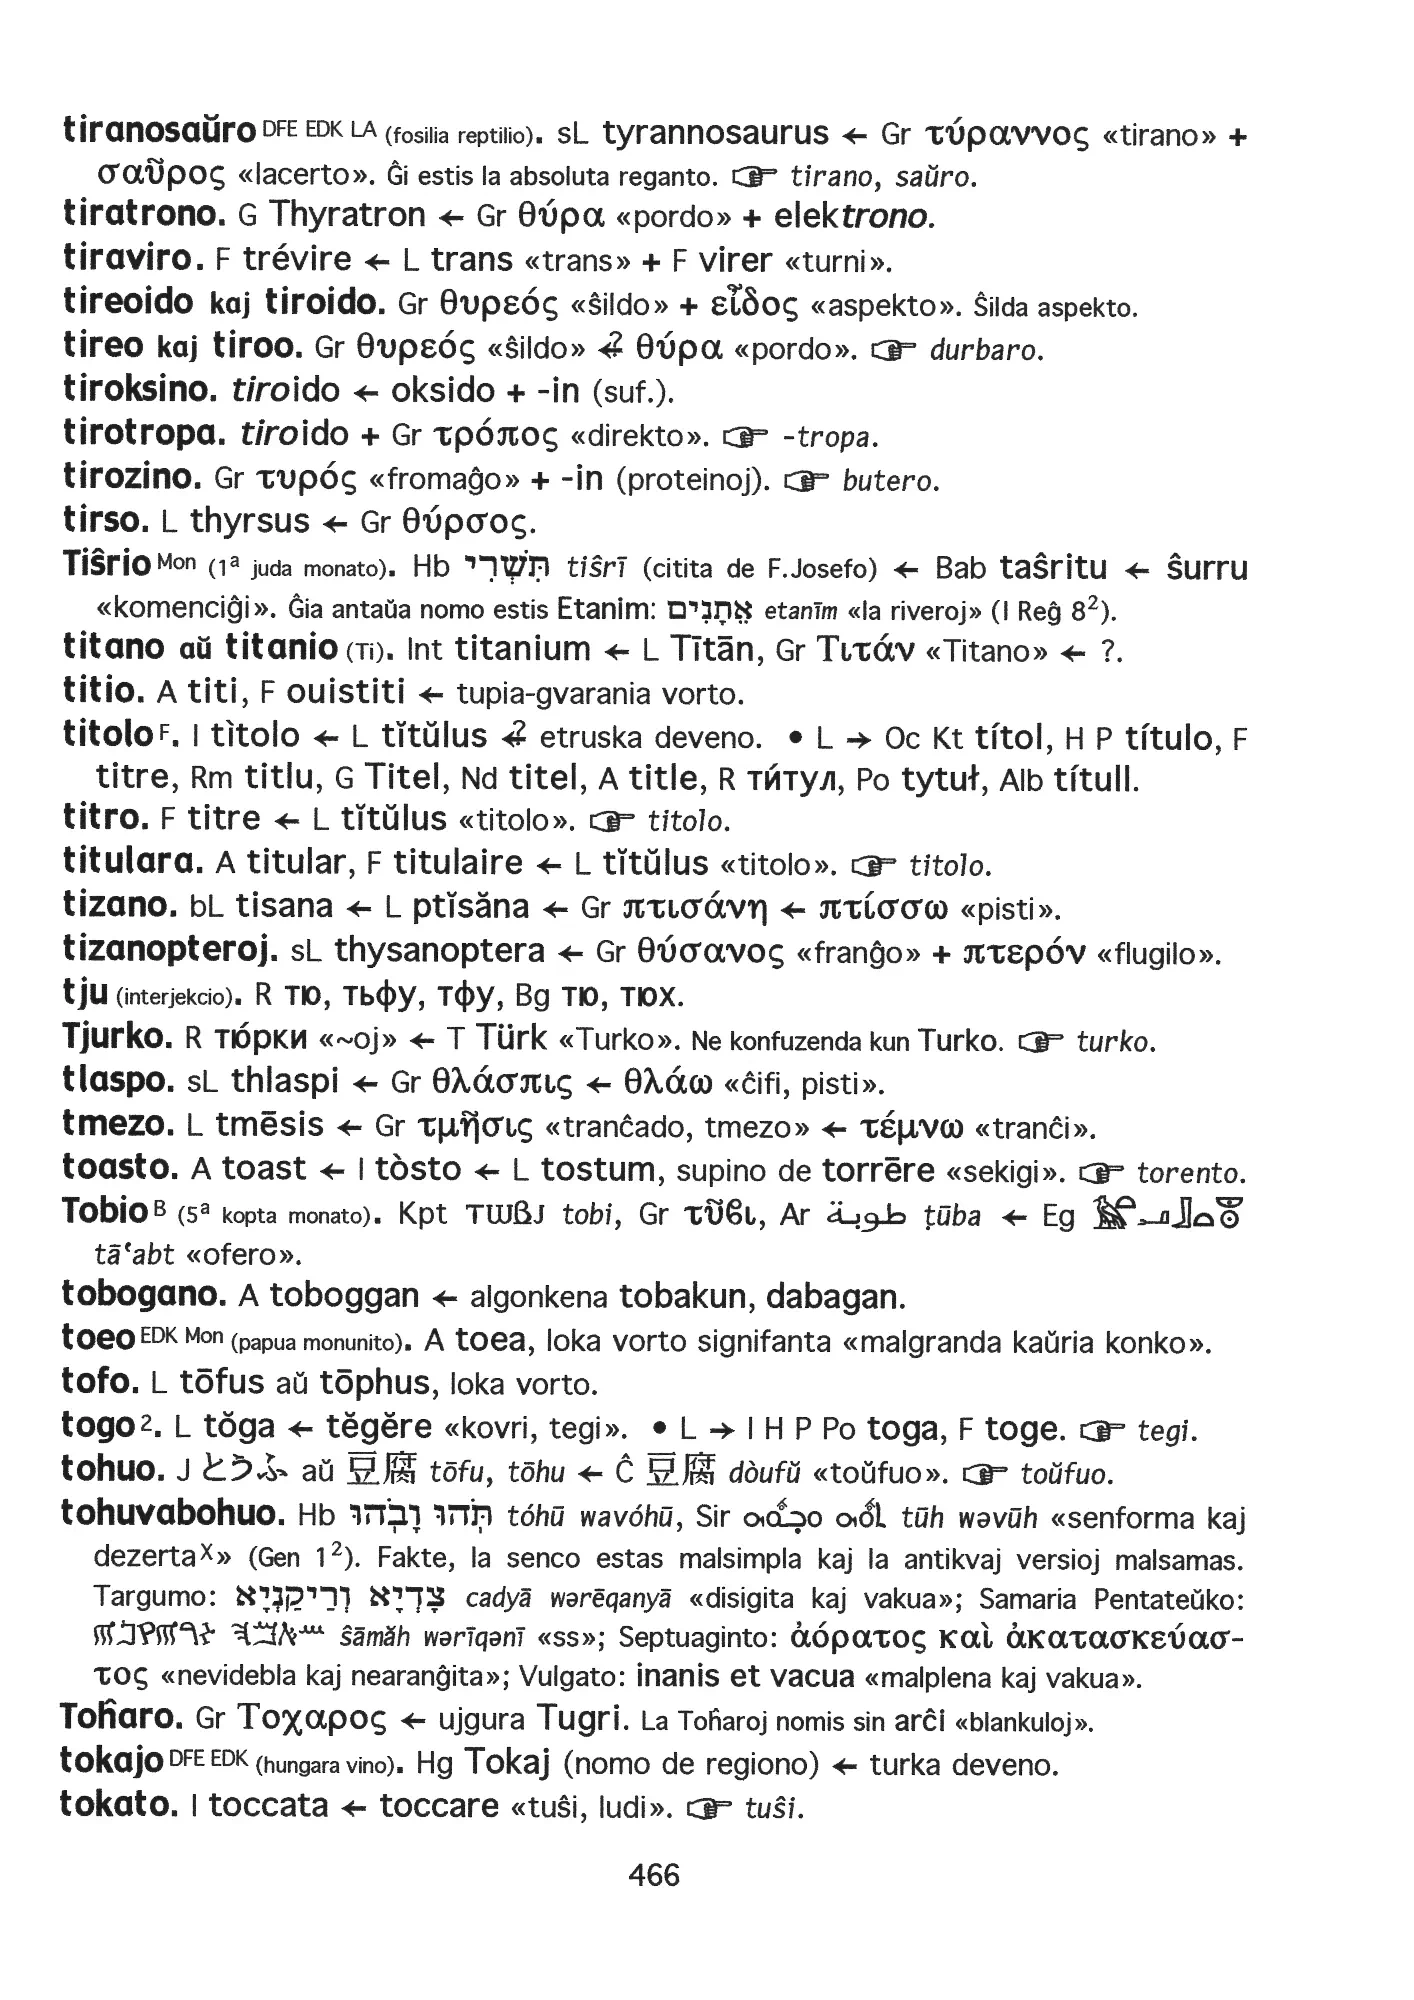 tiranosaŭro DFE EDK LA (fosilia reptilio). sL tyrannosaurus ← Gr τύραννος «tirano» +
σαῦρος «lacerto». Ĝi estis la absoluta reganto. ☞ tirano, saŭro.
tiratrono. G Thyratron ← Gr θύρα «pordo» + elektrono.
tiraviro. F trévire ← L trans «trans» + F virer «turni».
tireoido kaj tiroido. Gr θυρεός «ŝildo» + εἶδος «aspekto». Ŝilda aspekto.
tireo kaj tiroo. Gr θυρεός «ŝildo» ←? θύρα «pordo». ☞ durbaro.
tiroksino. tiroido ← oksido + -in (suf.).
tirotropa. tiroido + Gr τρόπος «direkto». ☞ -tropa.
tirozino. Gr τυρός «fromaĝo» + -in (proteinoj). ☞ butero.
tirso. L thyrsus ← Gr θύρσος.
Tiŝrio Mon (1ª juda monato). Hb תִּשְׁרִי tiŝrī (citita de F.Josefo) ← Bab taŝritu ← ŝurru
«komenciĝi». Ĝia antaŭa nomo estis Etanim: אֵתָנִים etanīm «la riveroj» (I Reĝ 8²).
titano aŭ titanio (Ti). Int titanium ← L Tītān, Gr Τιτάν «Titano» ← ?.
titio. A titi, F ouistiti ← tupia-gvarania vorto.
titolo F. I tìtolo ← L tĭtŭlus ←? etruska deveno. • L → Oc Kt títol, H P título, F
titre, Rm titlu, G Titel, Nd titel, A title, R ти́тул, Po tytuł, Alb títull.
titro. F titre ← L tĭtŭlus «titolo». ☞ titolo.
titulara. A titular, F titulaire ← L tĭtŭlus «titolo». ☞ titolo.
tizano. bL tisana ← L ptĭsăna ← Gr πτισάνη ← πτίσσω «pisti».
tizanopteroj. sL thysanoptera ← Gr θύσανος «franĝo» + πτερόν «flugilo».
tju (interjekcio). R тю, тьфу, тфу, Bg тю, тюх.
Tjurko. R тю́рки «~oj» ← T Türk «Turko». Ne konfuzenda kun Turko. ☞ turko.
tlaspo. sL thlaspi ← Gr θλάσπις ← θλάω «ĉifi, pisti».
tmezo. L tmēsis ← Gr τμῆσις «tranĉado, tmezo» ← τέμνω «tranĉi».
toasto. A toast ← I tòsto ← L tostum, supino de torrēre «sekigi». ☞ torento.
Tobio B (5ª kopta monato). Kpt ⲧⲱⲃⲓ tobi, Gr τῦϐι, Ar طوبة ṭūba ← Eg
tāʿabt «ofero».
tobogano. A toboggan ← algonkena tobakun, dabagan.
toeo EDK Mon (papua monunito). A toea, loka vorto signifanta «malgranda kaŭria konko».
tofo. L tōfus aŭ tōphus, loka vorto.
togo 2. L tŏga ← tĕgĕre «kovri, tegi». • L → I H P Po toga, F toge. ☞ tegi.
tohuo. J とうふ aŭ 豆腐 tōfu, tōhu ← Ĉ 豆腐 dòufŭ «toŭfuo». ☞ toŭfuo.
tohuvabohuo. Hb תֹּהוּ וָבֹהוּ tóhū wavóhū, Sir tūh wəvūh «senforma kaj
dezertaˣ» (Gen 1²). Fakte, la senco estas malsimpla kaj la antikvaj versioj malsamas.
Targumo: צָדְיָא וְרֵיקָנְיָא cadyā wərēqanyā «disigita kaj vakua»; Samaria Pentateŭko:
ŝāmăh wərīqənī «ss»; Septuaginto: ἀόρατος καὶ ἀκατασκεύασ-
τος «nevidebla kaj nearanĝita»; Vulgato: inanis et vacua «malplena kaj vakua».
Toĥaro. Gr Τοχαρος ← ujgura Tugri. La Toĥaroj nomis sin arĉi «blankuloj».
tokajo DFE EDK (hungara vino). Hg Tokaj (nomo de regiono) ← turka deveno.
tokato. I toccata ← toccare «tuŝi, ludi». ☞ tuŝi.
466